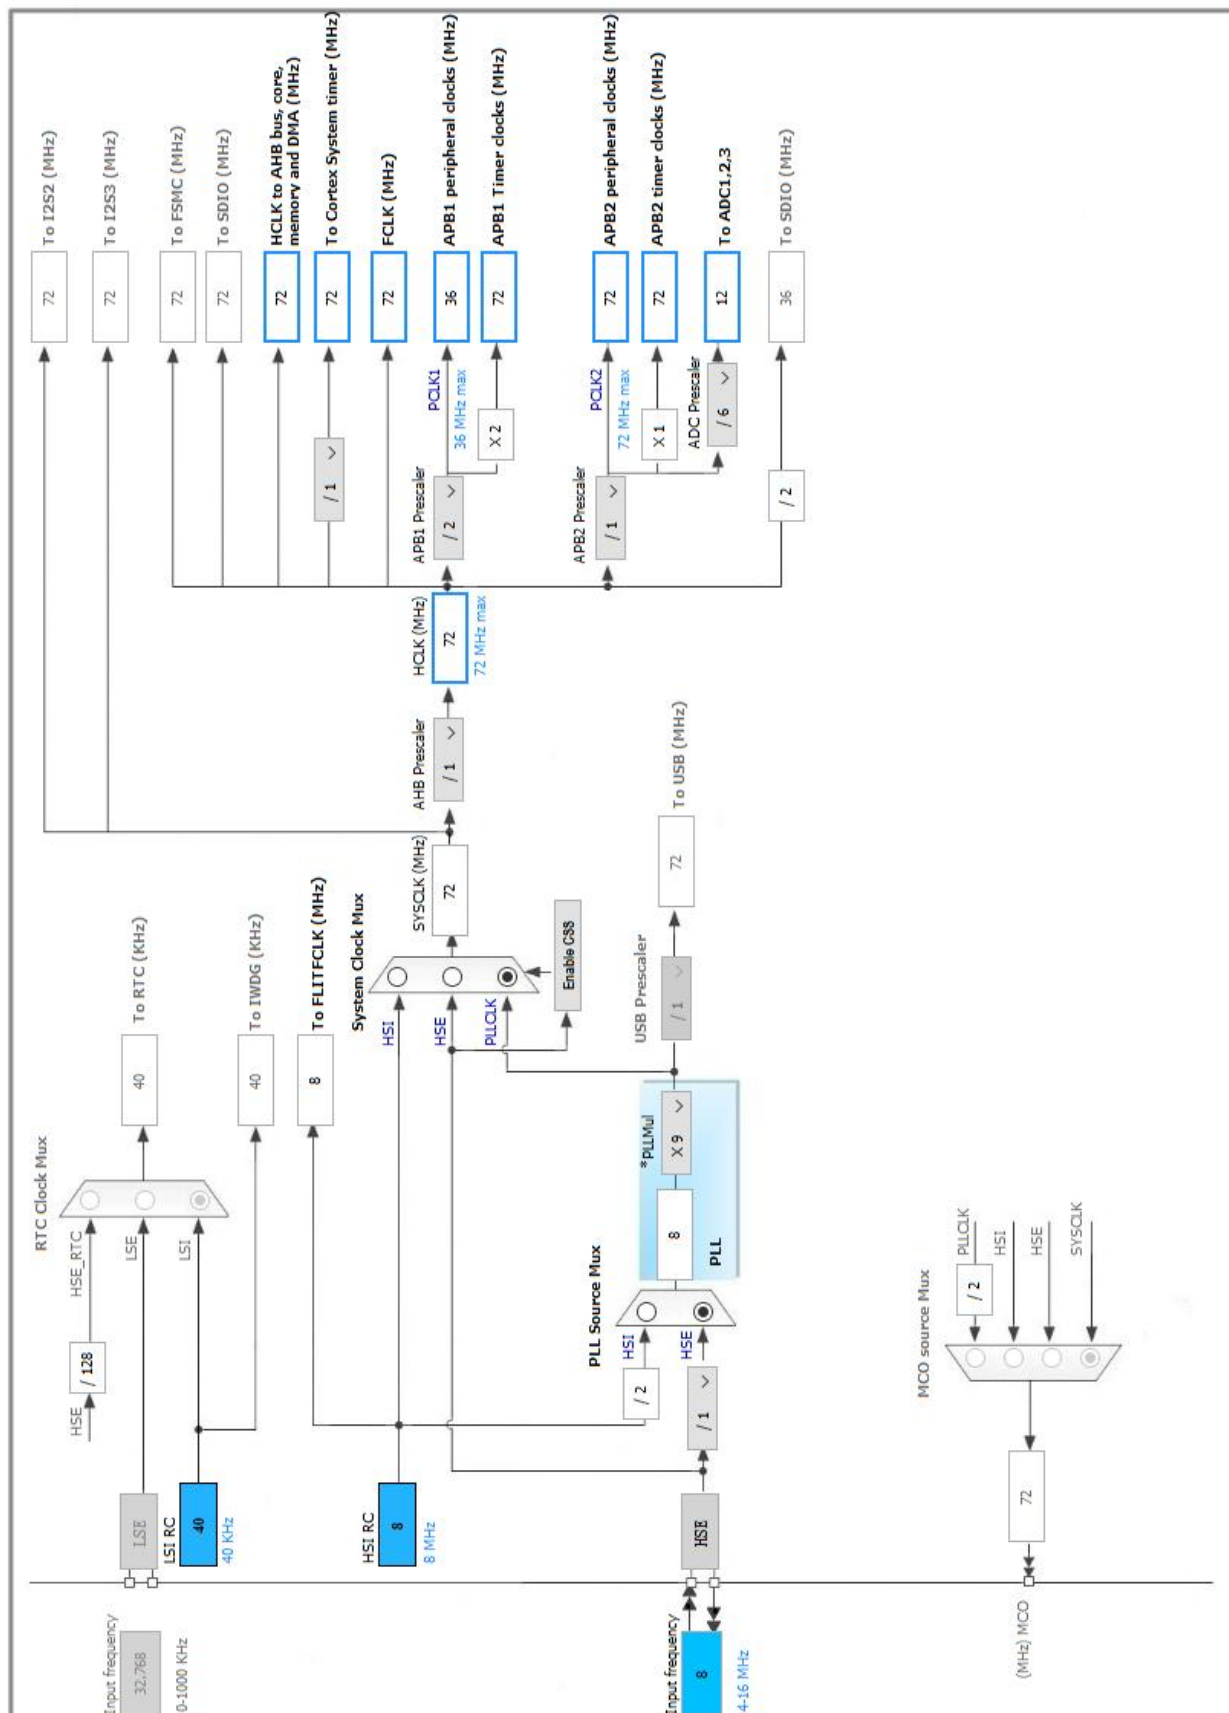 Input frequency
32.768
0-1000 KHz
LSE
LSI RC
40
40 KHz
HSE
/ 128
HSE_RTC
LSE
LSI
RTC Clock Mux
40
To RTC (KHz)
40
To IWDG (KHz)
HSI RC
8
8 MHz
8
To FLITFCLK (MHz)
System Clock Mux
HSI
HSE
PLLCLK
Enable CSS
SYSCLK (MHz)
72
AHB Prescaler
/ 1
HCLK (MHz)
72
72 MHz max
72
To I2S2 (MHz)
72
To I2S3 (MHz)
72
To FSMC (MHz)
72
To SDIO (MHz)
72
HCLK to AHB bus, core,
memory and DMA (MHz)
/ 1
72
To Cortex System timer (MHz)
72
FCLK (MHz)
APB1 Prescaler
/ 2
PCLK1
36 MHz max
36
APB1 peripheral clocks (MHz)
X 2
72
APB1 Timer clocks (MHz)
APB2 Prescaler
/ 1
PCLK2
72 MHz max
72
APB2 peripheral clocks (MHz)
X 1
72
APB2 timer clocks (MHz)
ADC Prescaler
/ 6
12
To ADC1,2,3
/ 2
36
To SDIO (MHz)
Input frequency
8
4-16 MHz
HSE
/ 1
/ 2
PLL Source Mux
HSI
HSE
8
*PLLMul
X 9
PLL
USB Prescaler
/ 1
72
To USB (MHz)
(MHz) MCO
72
MCO source Mux
/ 2
PLLCLK
HSI
HSE
SYSCLK